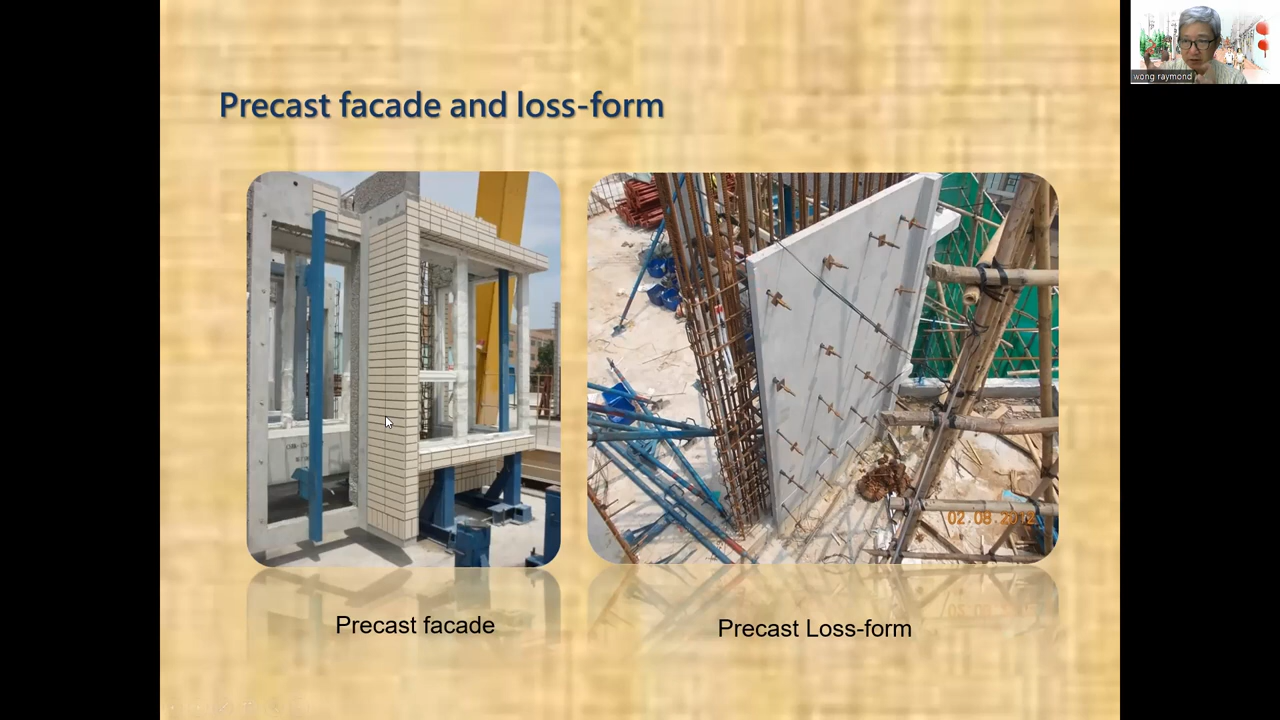 Precast facade and loss-form
wong raymond
02.08.2012
Precast facade
Precast Loss-form